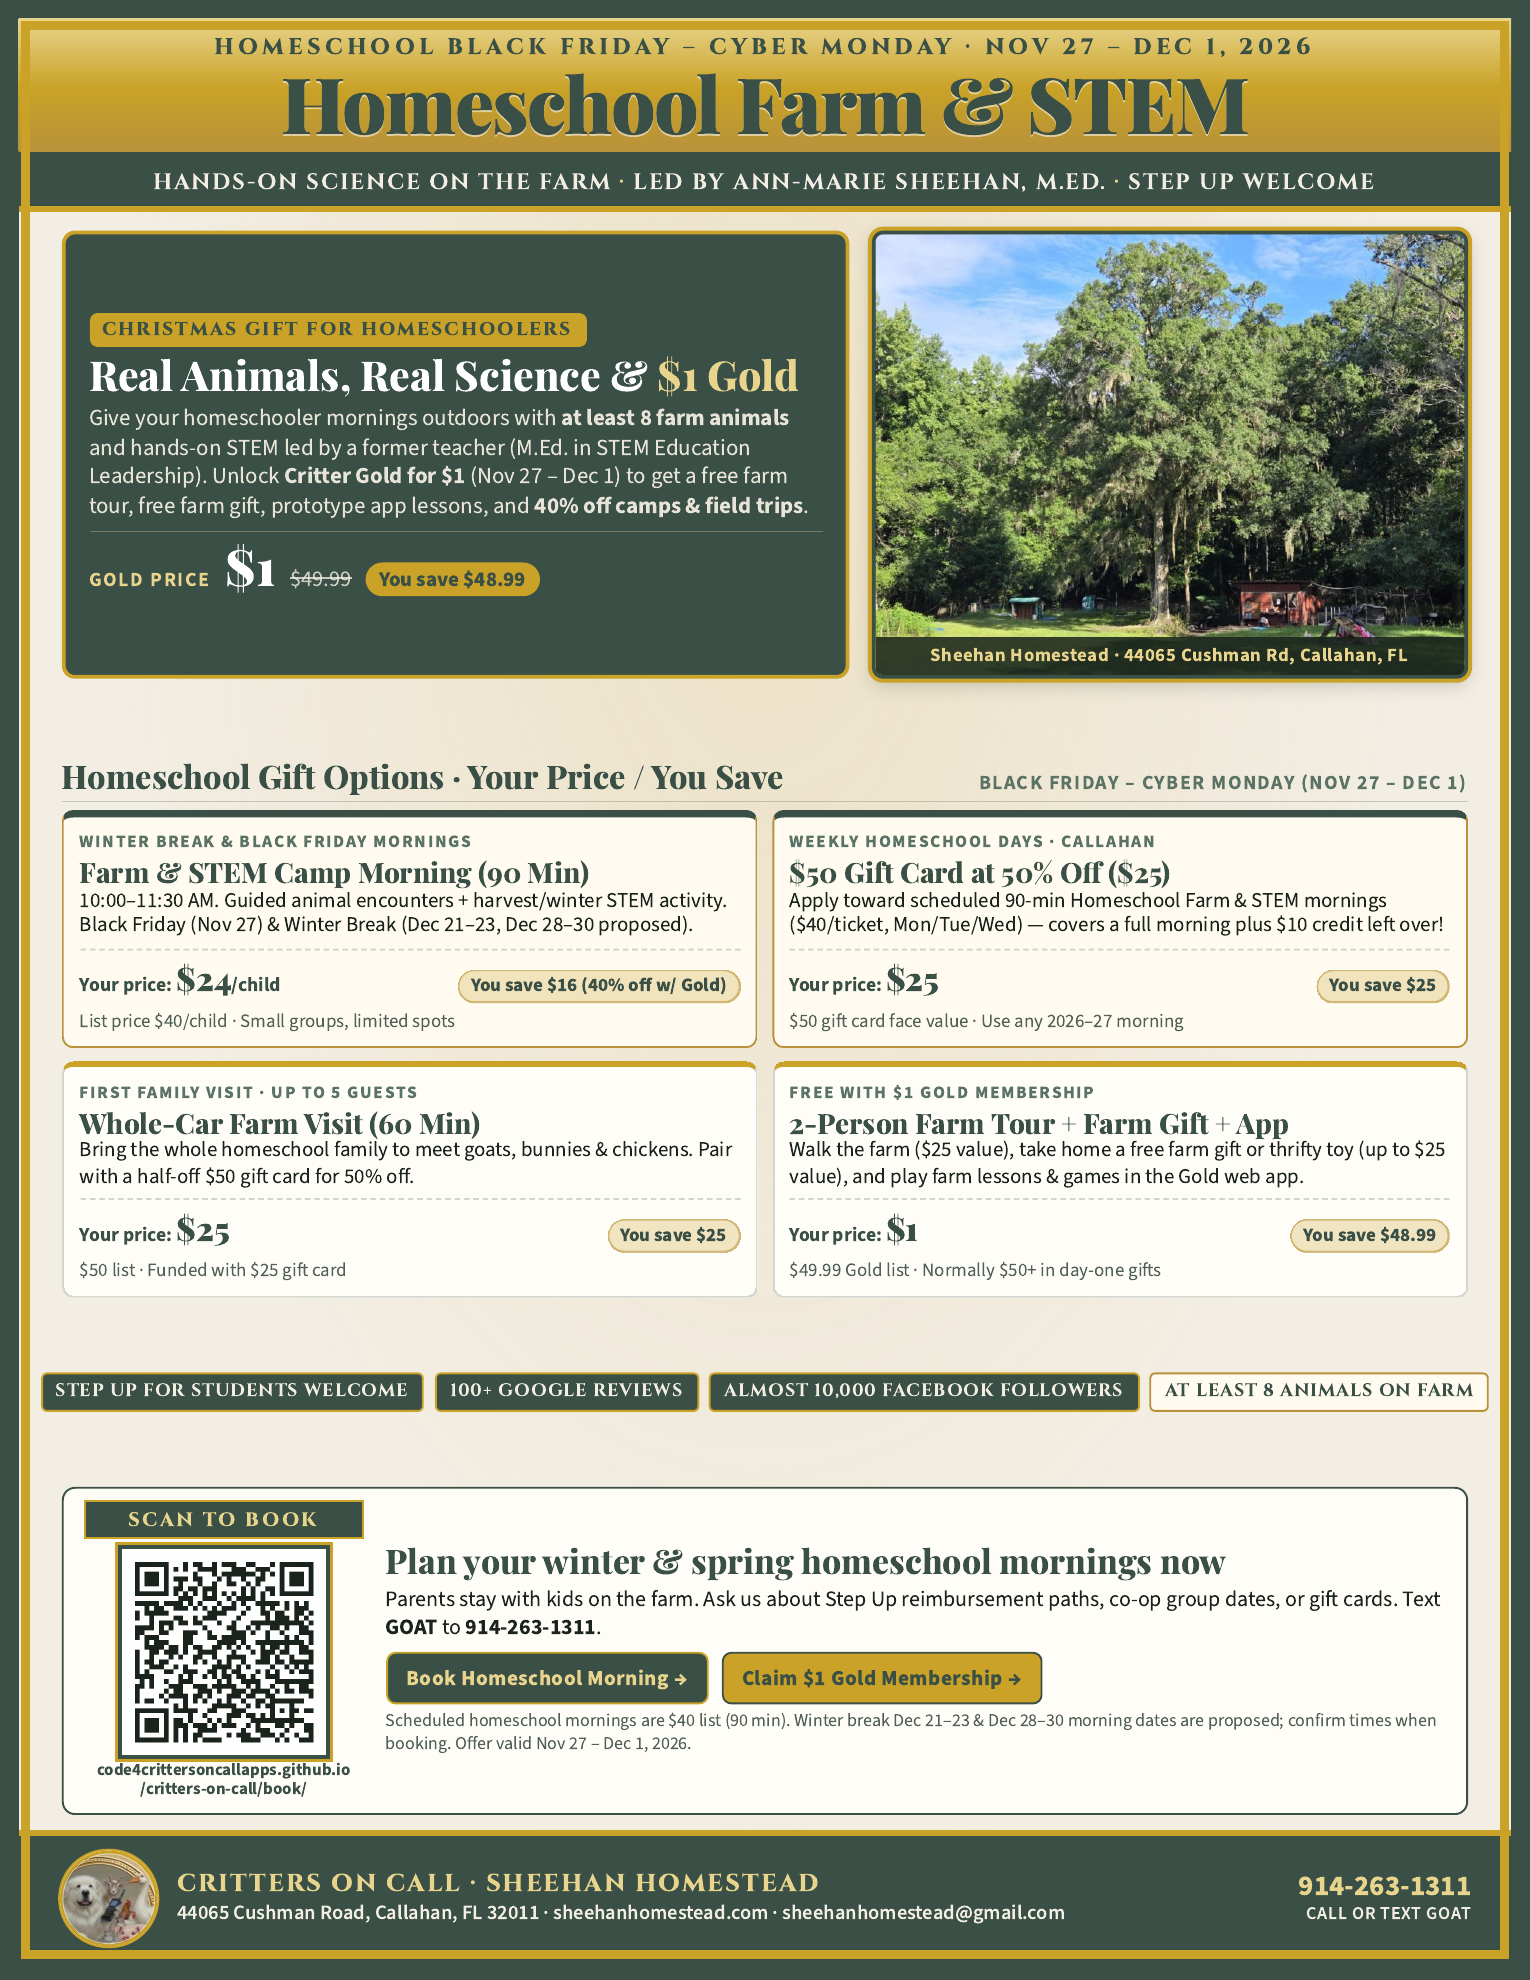 HOMESCHOOL BLACK FRIDAY – CYBER MONDAY · NOV 27 – DEC 1, 2026
Homeschool Farm & STEM
HANDS-ON SCIENCE ON THE FARM · LED BY ANN-MARIE SHEEHAN, M.ED. · STEP UP WELCOME
CHRISTMAS GIFT FOR HOMESCHOOLERS
Real Animals, Real Science & $1 Gold
Give your homeschooler mornings outdoors with at least 8 farm animals
and hands-on STEM led by a former teacher (M.Ed. in STEM Education
Leadership). Unlock Critter Gold for $1 (Nov 27 – Dec 1) to get a free farm
tour, free farm gift, prototype app lessons, and 40% off camps & field trips.
GOLD PRICE $1 $49.99 You save $48.99
Sheehan Homestead · 44065 Cushman Rd, Callahan, FL
Homeschool Gift Options · Your Price / You Save
BLACK FRIDAY – CYBER MONDAY (NOV 27 – DEC 1)
WINTER BREAK & BLACK FRIDAY MORNINGS
Farm & STEM Camp Morning (90 Min)
10:00–11:30 AM. Guided animal encounters + harvest/winter STEM activity.
Black Friday (Nov 27) & Winter Break (Dec 21–23, Dec 28–30 proposed).
Your price: $24/child You save $16 (40% off w/ Gold)
List price $40/child · Small groups, limited spots
WEEKLY HOMESCHOOL DAYS · CALLAHAN
$50 Gift Card at 50% Off ($25)
Apply toward scheduled 90-min Homeschool Farm & STEM mornings
($40/ticket, Mon/Tue/Wed) — covers a full morning plus $10 credit left over!
Your price: $25 You save $25
$50 gift card face value · Use any 2026–27 morning
FIRST FAMILY VISIT · UP TO 5 GUESTS
Whole-Car Farm Visit (60 Min)
Bring the whole homeschool family to meet goats, bunnies & chickens. Pair
with a half-off $50 gift card for 50% off.
Your price: $25 You save $25
$50 list · Funded with $25 gift card
FREE WITH $1 GOLD MEMBERSHIP
2-Person Farm Tour + Farm Gift + App
Walk the farm ($25 value), take home a free farm gift or thrifty toy (up to $25
value), and play farm lessons & games in the Gold web app.
Your price: $1 You save $48.99
$49.99 Gold list · Normally $50+ in day-one gifts
STEP UP FOR STUDENTS WELCOME
100+ GOOGLE REVIEWS
ALMOST 10,000 FACEBOOK FOLLOWERS
AT LEAST 8 ANIMALS ON FARM
SCAN TO BOOK
code4crittersoncallapps.github.io
/critters-on-call/book/
Plan your winter & spring homeschool mornings now
Parents stay with kids on the farm. Ask us about Step Up reimbursement paths, co-op group dates, or gift cards. Text
GOAT to 914-263-1311.
Book Homeschool Morning →
Claim $1 Gold Membership →
Scheduled homeschool mornings are $40 list (90 min). Winter break Dec 21–23 & Dec 28–30 morning dates are proposed; confirm times when
booking. Offer valid Nov 27 – Dec 1, 2026.
CRITTERS ON CALL · SHEEHAN HOMESTEAD
44065 Cushman Road, Callahan, FL 32011 · sheehanhomestead.com · sheehanhomestead@gmail.com
914-263-1311
CALL OR TEXT GOAT